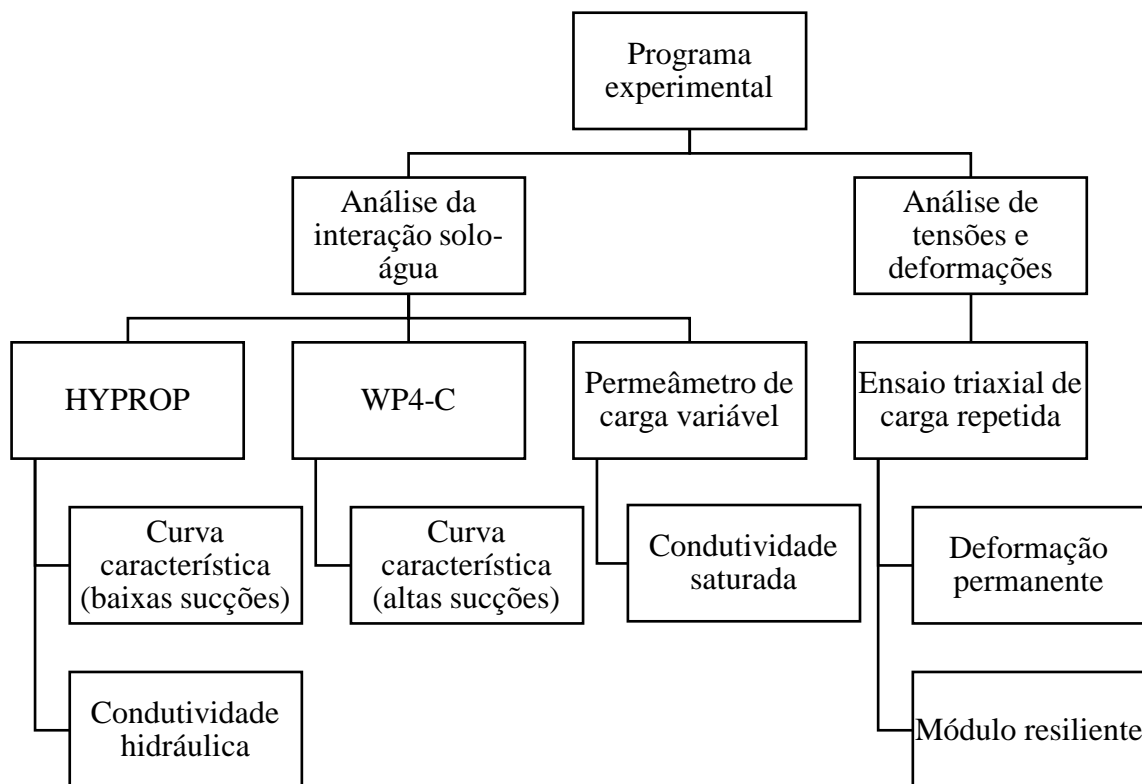 Programa
experimental
Análise da
interação solo-
água
Análise de
tensões e
deformações
HYPROP
WP4-C
Permeâmetro de
carga variável
Ensaio triaxial de
carga repetida
Curva
característica
(baixas sucções)
Curva
característica
(altas sucções)
Condutividade
saturada
Deformação
permanente
Condutividade
hidráulica
Módulo resiliente